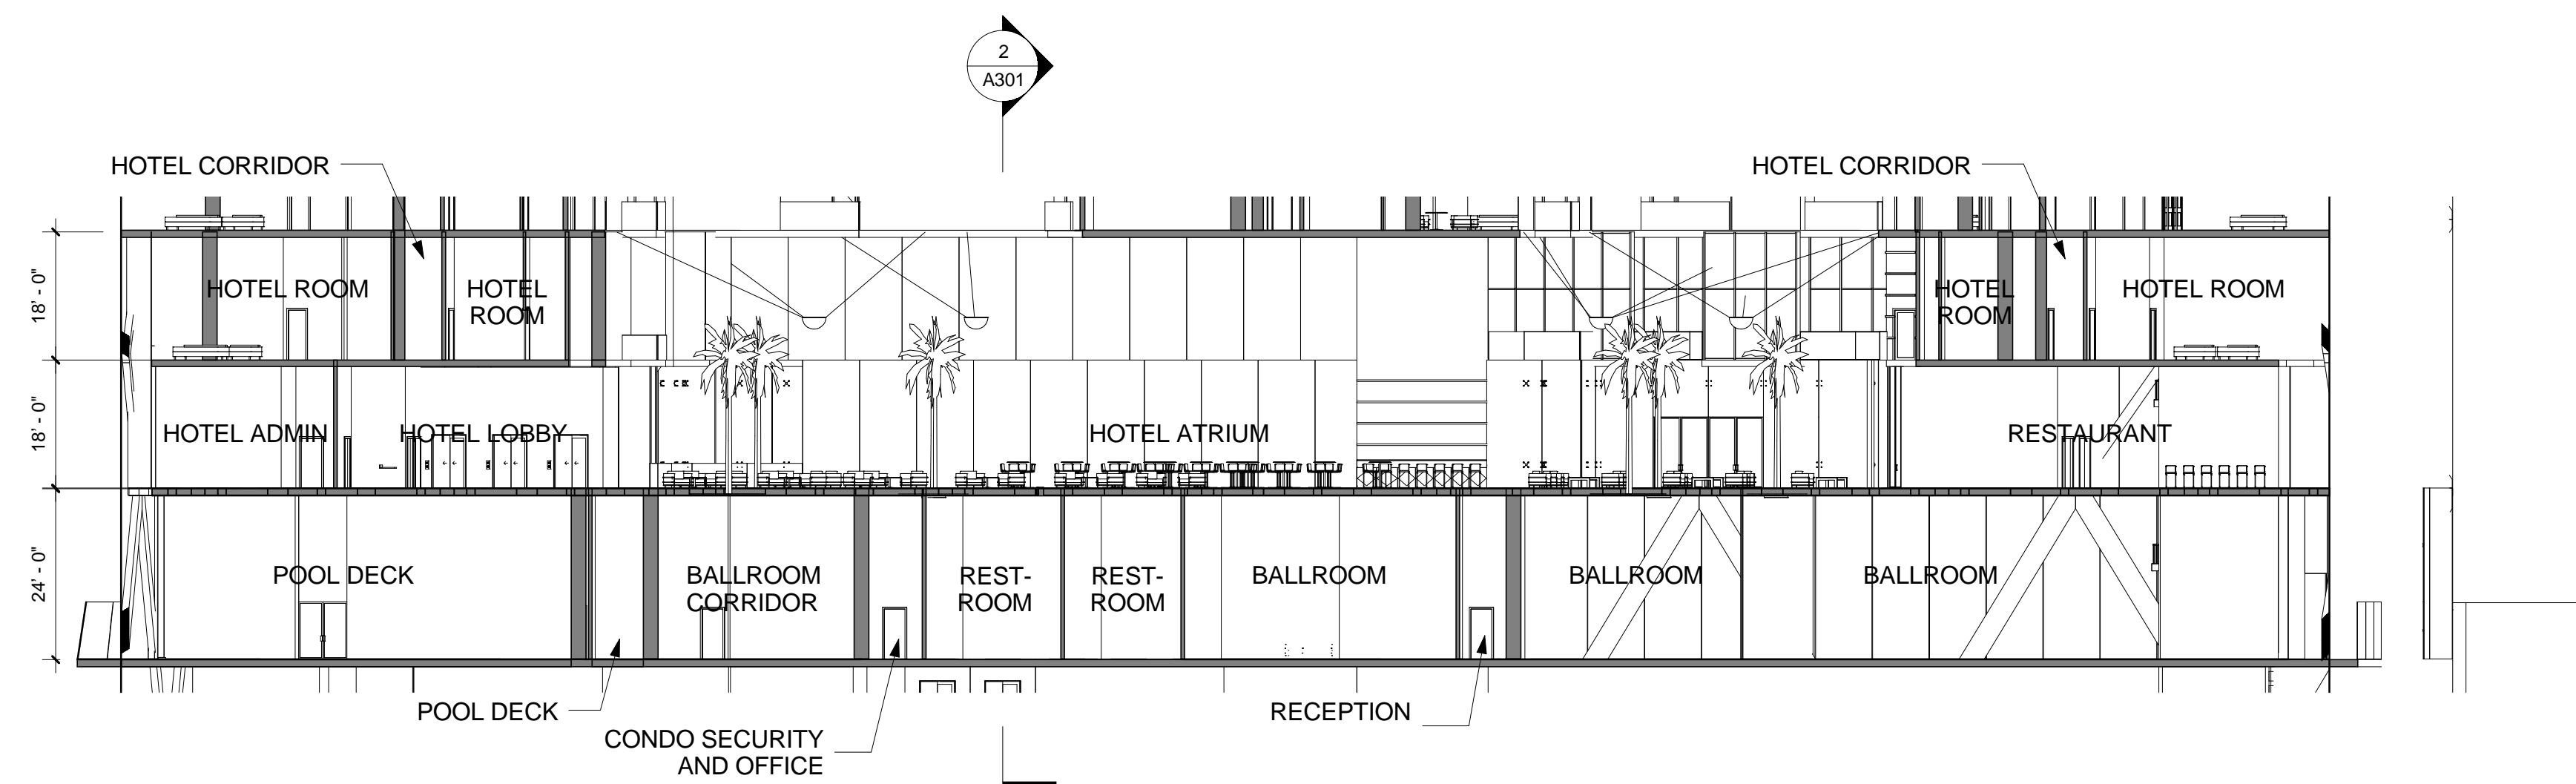 2
A301
HOTEL CORRIDOR
HOTEL CORRIDOR
18' - 0"
HOTEL ROOM
HOTEL
ROOM
HOTEL
ROOM
HOTEL ROOM
18' - 0"
HOTEL ADMIN
HOTEL LOBBY
HOTEL ATRIUM
RESTAURANT
24' - 0"
POOL DECK
BALLROOM
CORRIDOR
REST-
ROOM
REST-
ROOM
BALLROOM
BALLROOM
BALLROOM
POOL DECK
CONDO SECURITY
AND OFFICE
RECEPTION